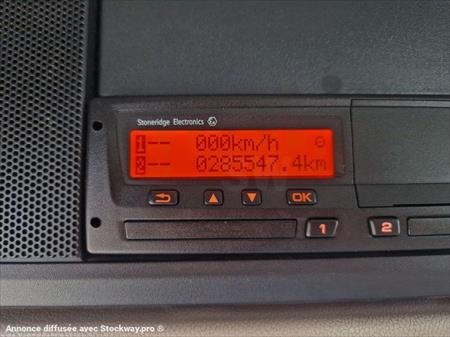 Stoneridge Electronics
1-- 000km/h
2-- 0285547.4km
OK
1
2
Annonce diffusée avec Stockway.pro ®